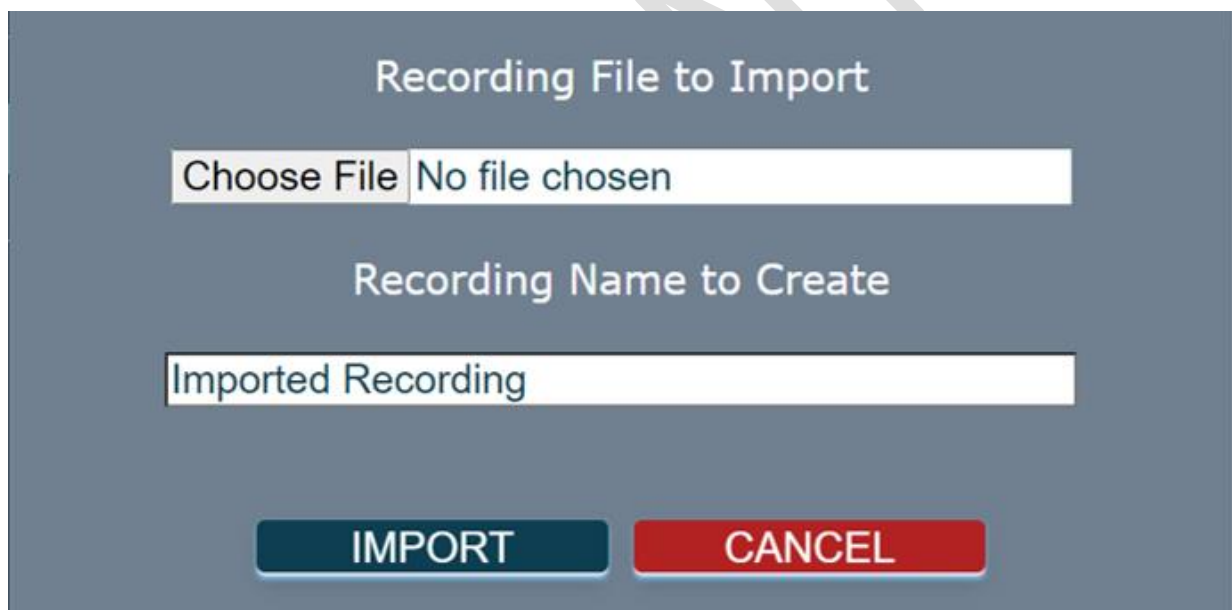 Recording File to Import
Choose File No file chosen
Recording Name to Create
Imported Recording
IMPORT CANCEL